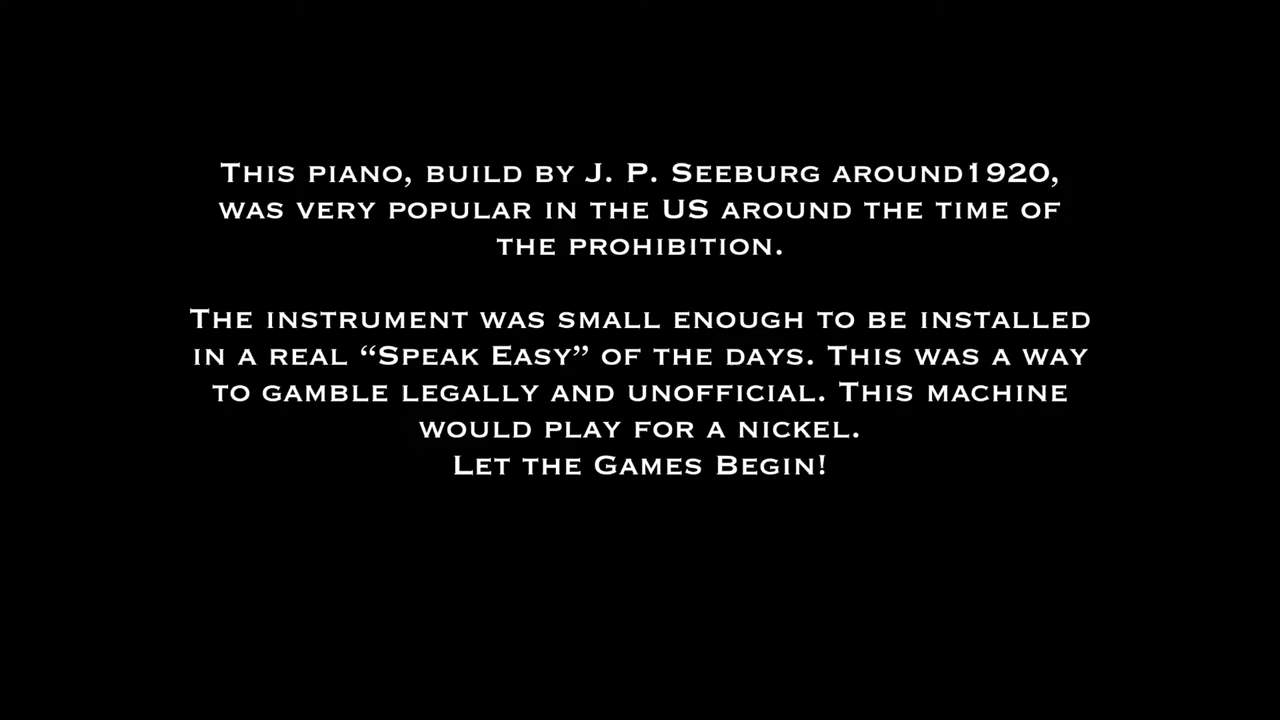 This piano, build by J. P. Seeburg around1920,
was very popular in the US around the time of
the prohibition.
The instrument was small enough to be installed
in a real “Speak Easy” of the days. This was a way
to gamble legally and unofficial. This machine
would play for a nickel.
Let the Games Begin!